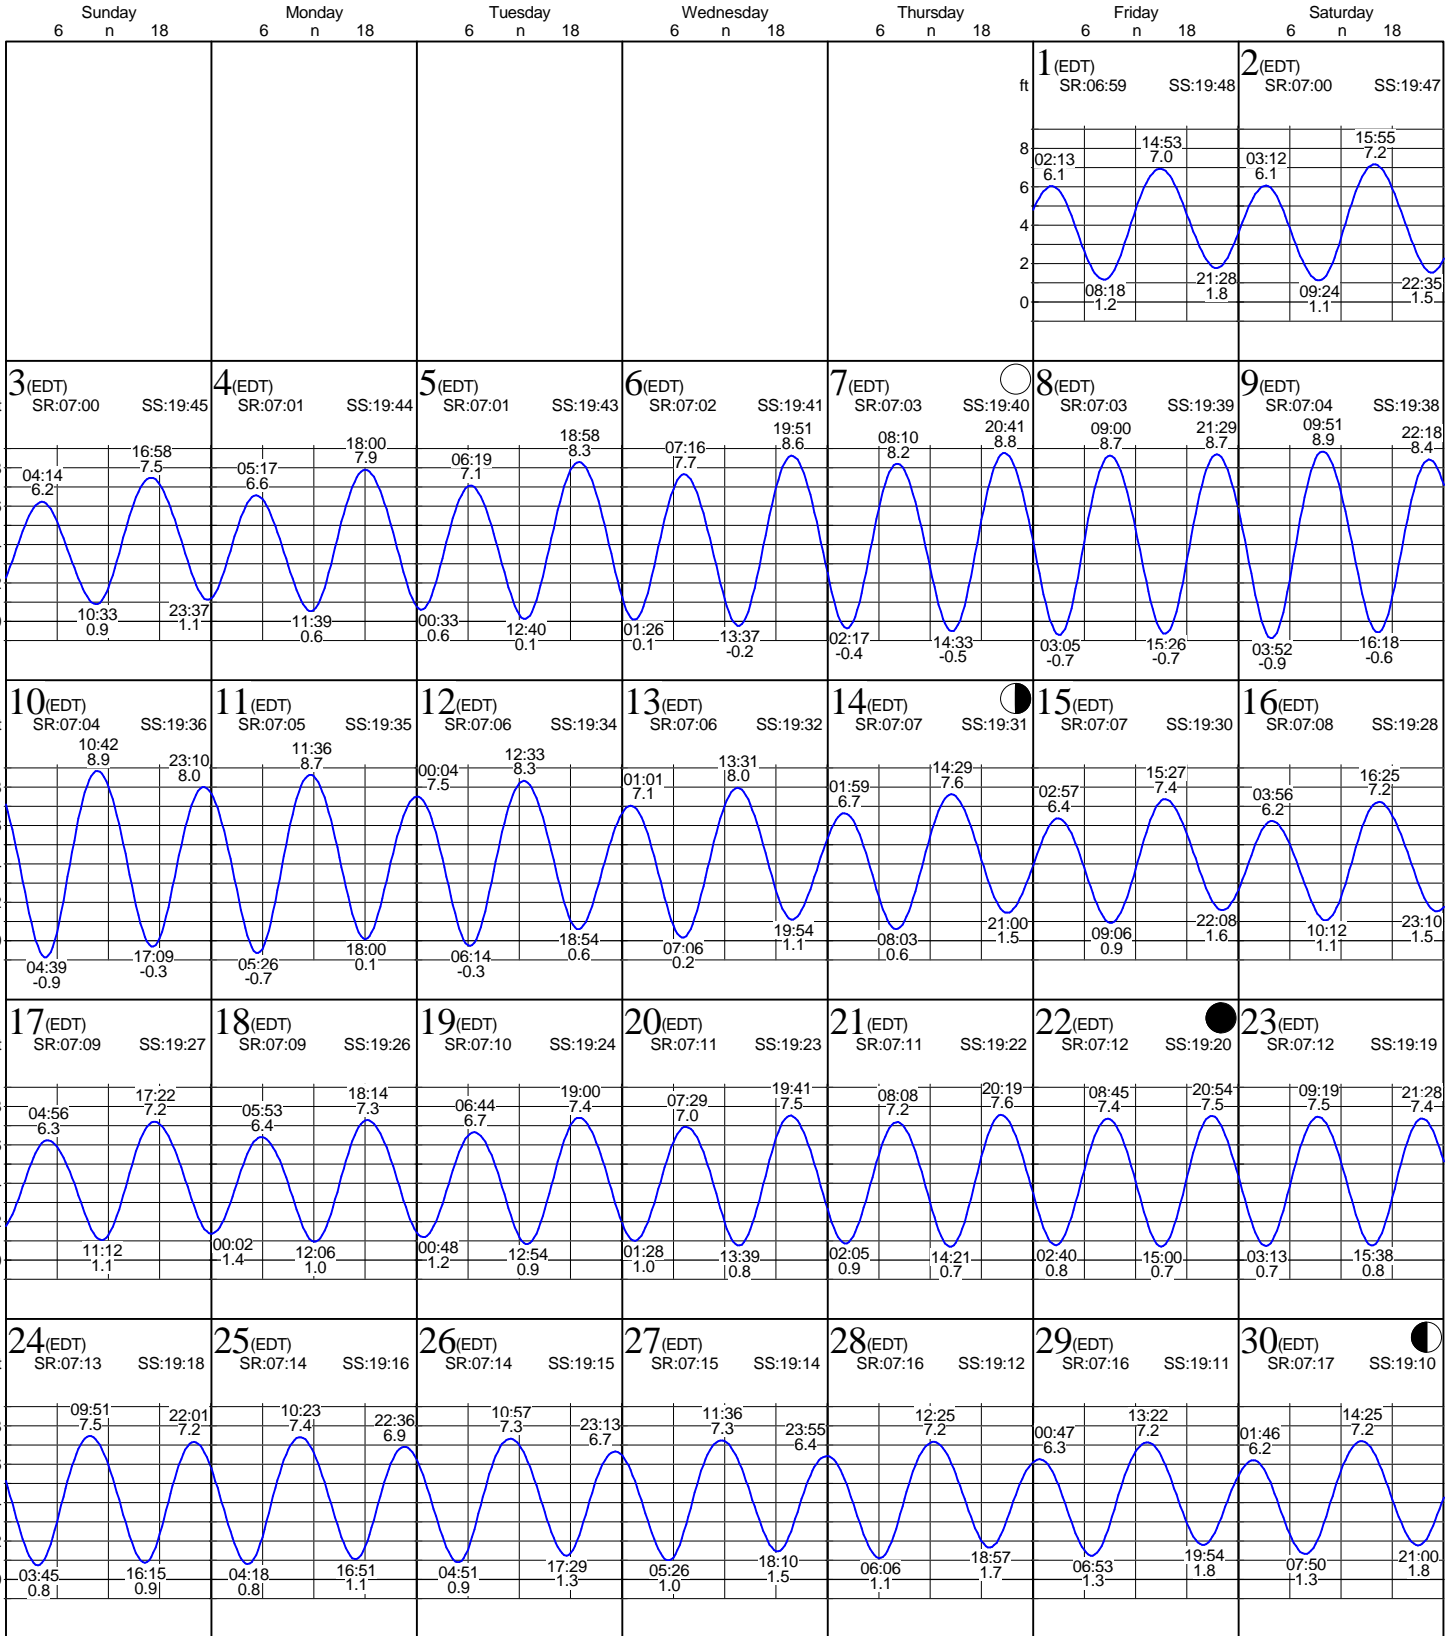 Sunday Monday Tuesday Wednesday Thursday Friday Saturday
6 n 18 6 n 18 6 n 18 6 n 18 6 n 18 6 n 18 6 n 18
1(EDT) 2(EDT)
ft SR:06:59 SS:19:48 SR:07:00 SS:19:47
14:53 15:55
8 02:13 7.0 03:12 7.2
6.1 6.1
6
4
2
08:18 21:28 09:24 22:35
0 1.2 1.8 1.1 1.5
3(EDT) 4(EDT) 5(EDT) 6(EDT) 7(EDT) 8(EDT) 9(EDT)
SR:07:00 SS:19:45 SR:07:01 SS:19:44 SR:07:01 SS:19:43 SR:07:02 SS:19:41 SR:07:03 SS:19:40 SR:07:03 SS:19:39 SR:07:04 SS:19:38
04:14 16:58 05:17 18:00 06:19 18:58 07:16 19:51 08:10 20:41 09:00 21:29 09:51 22:18
6.2 7.5 6.6 7.9 7.1 8.3 7.7 8.6 8.2 8.8 8.7 8.7 8.9 8.4
10:33 23:37 11:39 00:33 12:40 01:26 13:37 02:17 14:33 03:05 15:26 03:52 16:18
0.9 1.1 0.6 0.6 0.1 0.1 -0.2 -0.4 -0.5 -0.7 -0.7 -0.9 -0.6
10(EDT) 11(EDT) 12(EDT) 13(EDT) 14(EDT) 15(EDT) 16(EDT)
SR:07:04 SS:19:36 SR:07:05 SS:19:35 SR:07:06 SS:19:34 SR:07:06 SS:19:32 SR:07:07 SS:19:31 SR:07:07 SS:19:30 SR:07:08 SS:19:28
10:42 23:10 11:36 00:04 12:33 01:01 13:31 01:59 14:29 02:57 15:27 03:56 16:25
8.9 8.0 8.7 7.5 8.3 7.1 8.0 6.7 7.6 6.4 7.4 6.2 7.2
04:39 17:09 05:26 18:00 06:14 18:54 07:06 19:54 08:03 21:00 09:06 22:08 10:12 23:10
-0.9 -0.3 -0.7 0.1 -0.3 0.6 0.2 1.1 0.6 1.5 0.9 1.6 1.1 1.5
17(EDT) 18(EDT) 19(EDT) 20(EDT) 21(EDT) 22(EDT) 23(EDT)
SR:07:09 SS:19:27 SR:07:09 SS:19:26 SR:07:10 SS:19:24 SR:07:11 SS:19:23 SR:07:11 SS:19:22 SR:07:12 SS:19:20 SR:07:12 SS:19:19
04:56 17:22 05:53 18:14 06:44 19:00 07:29 19:41 08:08 20:19 08:45 20:54 09:19 21:28
6.3 7.2 6.4 7.3 6.7 7.4 7.0 7.5 7.2 7.6 7.4 7.5 7.5 7.4
11:12 00:02 12:06 00:48 12:54 01:28 13:39 02:05 14:21 02:40 15:00 03:13 15:38
1.1 1.4 1.0 1.2 0.9 1.0 0.8 0.9 0.7 0.8 0.7 0.7 0.8
24(EDT) 25(EDT) 26(EDT) 27(EDT) 28(EDT) 29(EDT) 30(EDT)
SR:07:13 SS:19:18 SR:07:14 SS:19:16 SR:07:14 SS:19:15 SR:07:15 SS:19:14 SR:07:16 SS:19:12 SR:07:16 SS:19:11 SR:07:17 SS:19:10
09:51 22:01 10:23 22:36 10:57 23:13 11:36 23:55 12:25 00:47 13:22 01:46 14:25
7.5 7.2 7.4 6.9 7.3 6.7 7.3 6.4 7.2 6.3 7.2 6.2 7.2
03:45 16:15 04:18 16:51 04:51 17:29 05:26 18:10 06:06 18:57 06:53 19:54 07:50 21:00
0.8 0.9 0.8 1.1 0.9 1.3 1.0 1.5 1.1 1.7 1.3 1.8 1.3 1.8